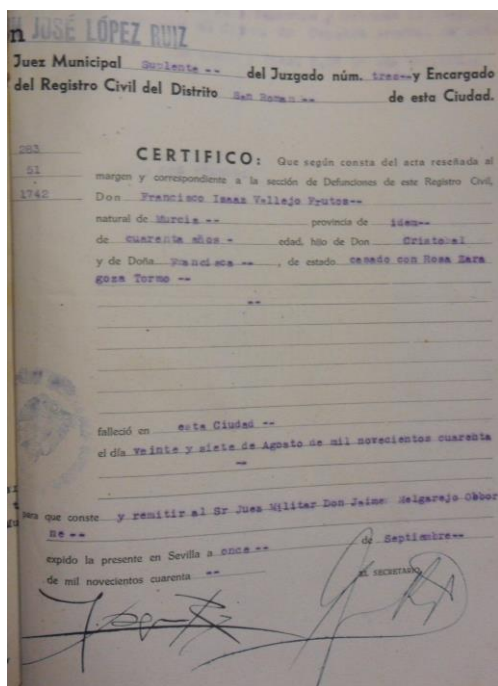 n JOSÉ LÓPEZ RUIZ
Juez Municipal Suplente -- del Juzgado núm. tres--y Encargado
del Registro Civil del Distrito San Roman -- de esta Ciudad.
283
51
1742
CERTIFICO: Que según consta del acta reseñada al
margen y correspondiente a la sección de Defunciones de este Registro Civil,
Don Francisco Isaaz Vallejo Frutos--
natural de Murcia -- provincia de idem--
de cuarenta años - edad, hijo de Don Cristobal
y de Doña Francisca -- , de estado casado con Rosa Zara
goza Tormo --
--
falleció en esta Ciudad --
el día Veinte y siete de Agosto de mil novecientos cuarenta
--
para que conste y remitir al Sr Juez Militar Don Jaime Melgarejo Obbor
ne --
expido la presente en Sevilla a once -- de Septiembre--
de mil novecientos cuarenta --
EL SECRETARIO